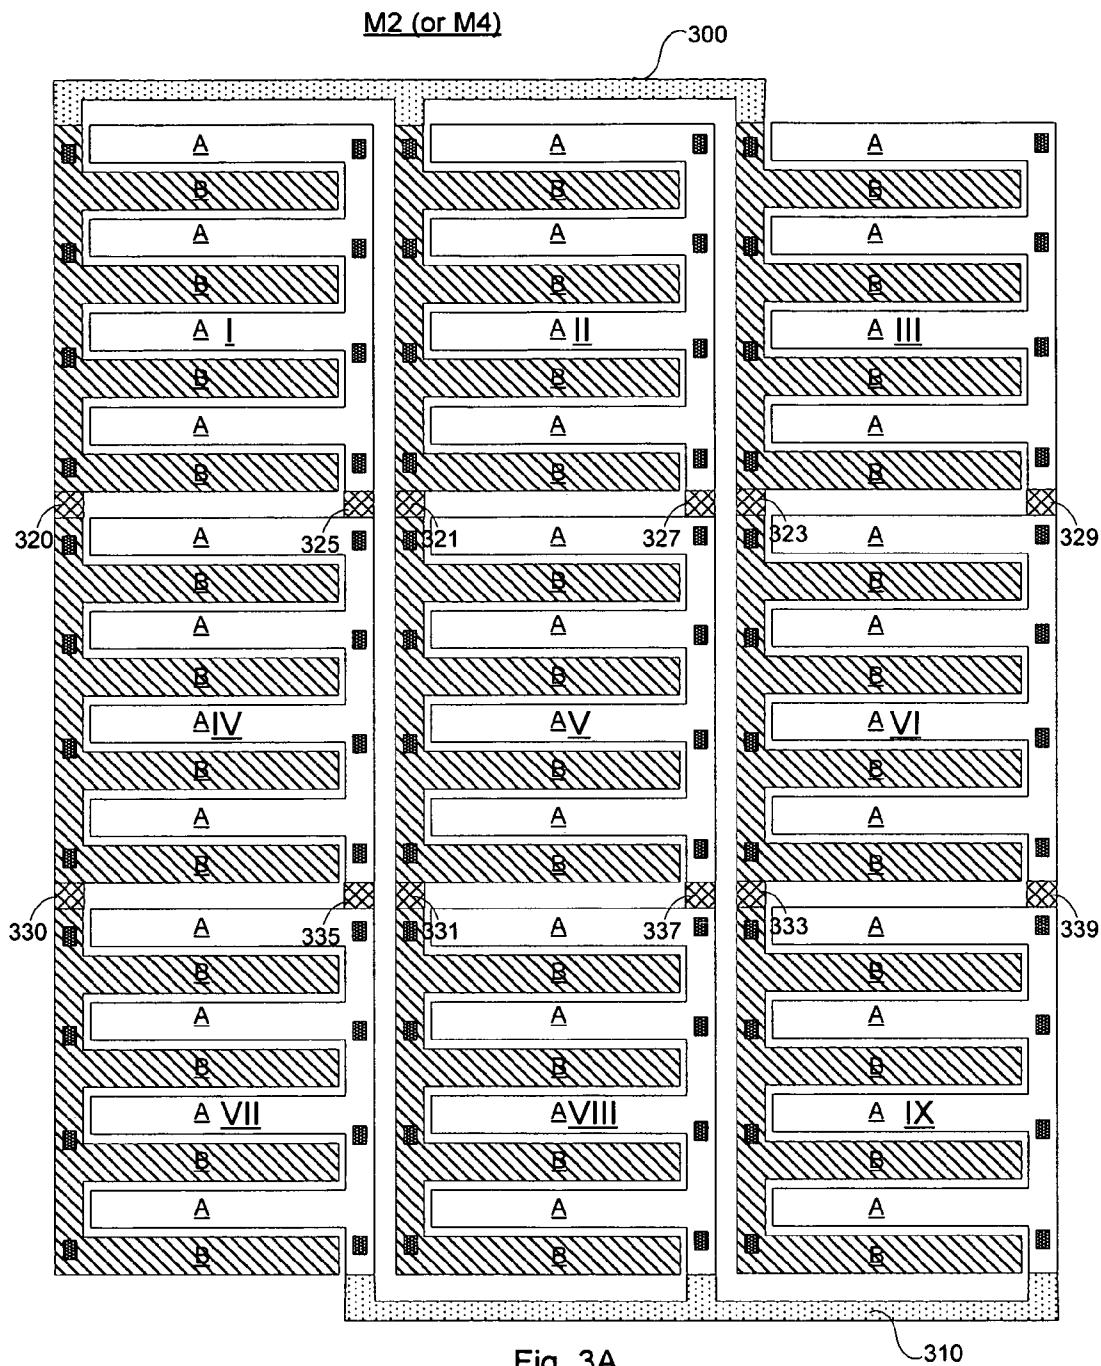 M2 (or M4)
300
A A A
B B B
A A A
B B B
A I A II A III
B B B
A A A
B B B
320 325 321 327 323 329
A A A
B B B
A A A
B B B
A IV A V A VI
B B B
A A A
B B B
330 335 331 337 333 339
A A A
B B B
A A A
B B B
A VII A VIII A IX
B B B
A A A
B B B
310
Fig. 3A